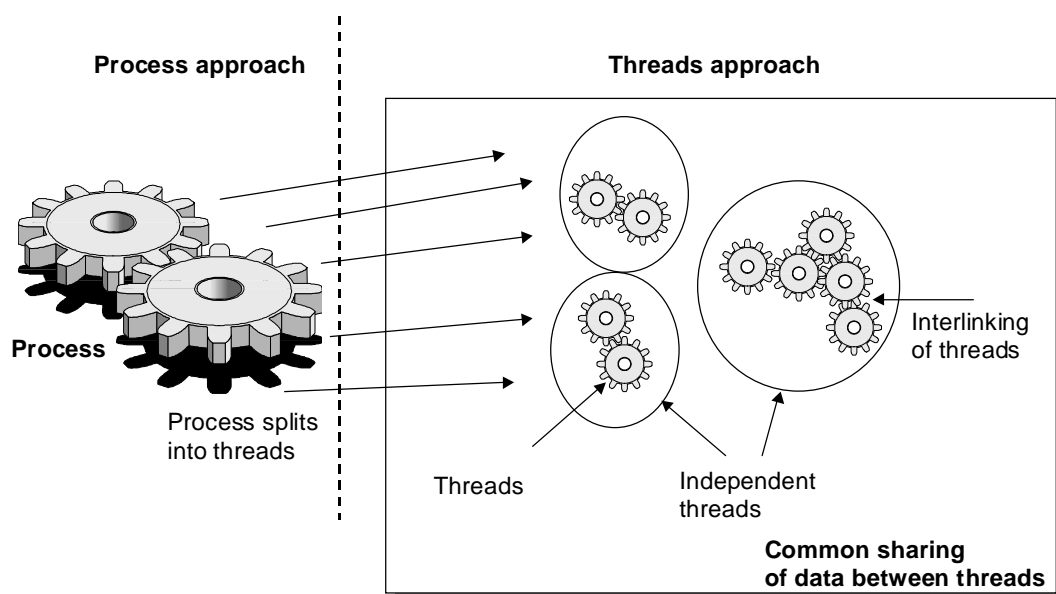 Process approach
Threads approach
Process
Process splits
into threads
Threads
Independent
threads
Interlinking
of threads
Common sharing
of data between threads